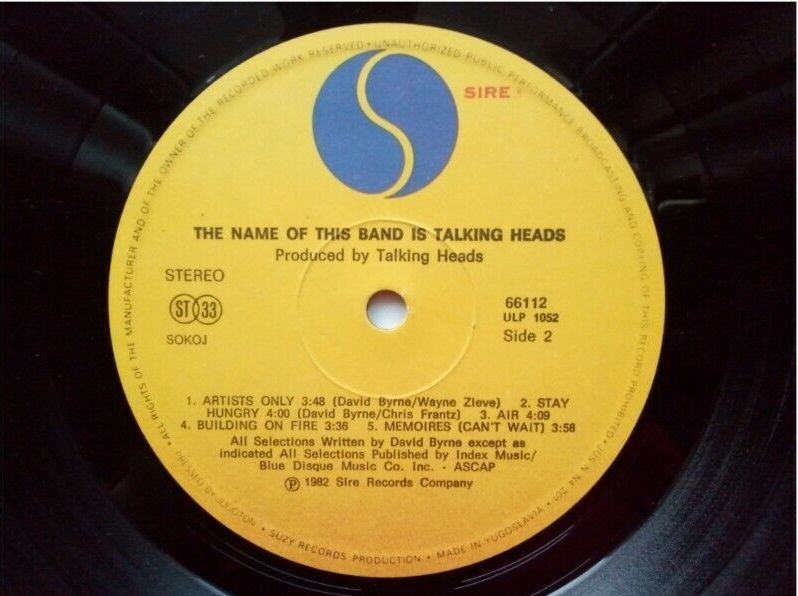 SIRE
THE NAME OF THIS BAND IS TALKING HEADS
Produced by Talking Heads
STEREO
ST 33
SOKOJ
66112
ULP 1052
Side 2
1. ARTISTS ONLY 3:48 (David Byrne/Wayne Zieve) 2. STAY
HUNGRY 4:00 (David Byrne/Chris Frantz) 3. AIR 4:09
4. BUILDING ON FIRE 3:36 5. MEMOIRES (CAN'T WAIT) 3:58
All Selections Written by David Byrne except as
indicated All Selections Published by Index Music/
Blue Disque Music Co. Inc. - ASCAP
℗ 1982 Sire Records Company
• ALL RIGHTS OF THE MANUFACTURER AND OF THE OWNER OF THE RECORDED WORK RESERVED • UNAUTHORIZED PUBLIC PERFORMANCE BROADCASTING AND COPYING OF THIS RECORD PROHIBITED • JUS N N4 201
• SUZY RECORDS PRODUCTION • MADE IN YUGOSLAVIA •